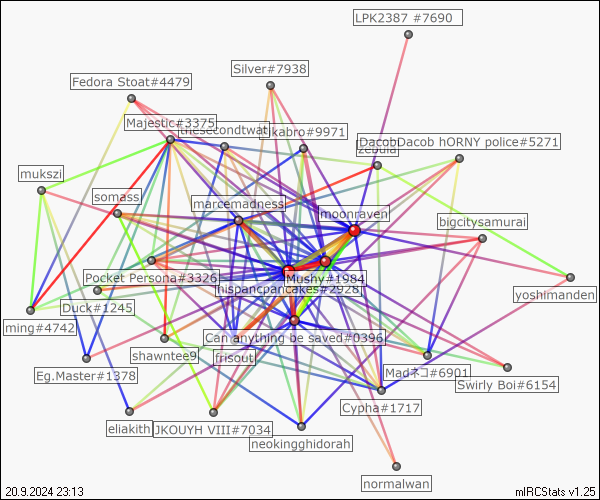 LPK2387 #7690
Silver#7938
Fedora Stoat#4479
Majestic#3375
thesecondtwat
kabro#9971
DacobDacob hORNY police#5271
zebuld
mukszi
somass
marcemadness
moonraven
bigcitysamurai
Pocket Persona#3326
Mushy#1984
hispancpancakes#2928
yoshimanden
Duck#1245
ming#4742
Can anything be saved#0396
shawntee9
frisout
Eg.Master#1378
Madネコ#6901
Swirly Boi#6154
Cypha#1717
eliakith
JKOUYH VIII#7034
neokingghidorah
normalwan
20.9.2024 23:13
mIRCStats v1.25